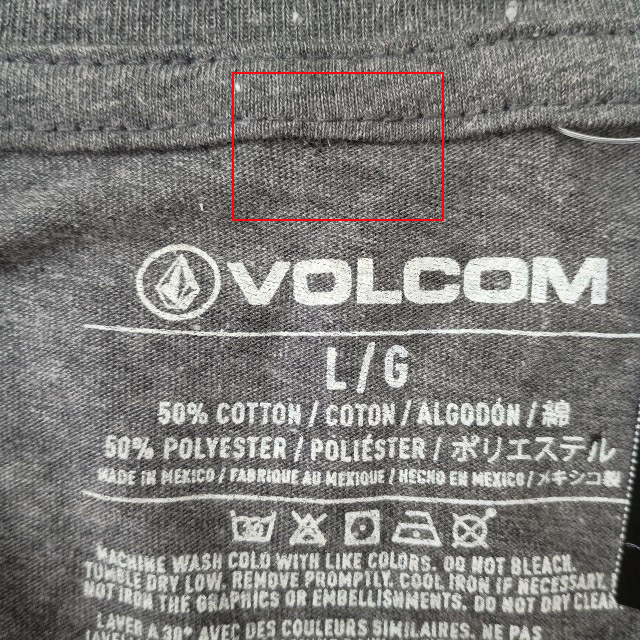 VOLCOM
L / G
50% COTTON / COTON / ALGODÓN / 綿
50% POLYESTER / POLIÉSTER / ポリエステル
MADE IN MEXICO / FABRIQUE AU MEXIQUE / HECHO EN MEXICO / メキシコ製
MACHINE WASH COLD WITH LIKE COLORS. DO NOT BLEACH.
TUMBLE DRY LOW. REMOVE PROMPTLY. COOL IRON IF NECESSARY.
NOT IRON THE GRAPHICS OR EMBELLISHMENTS. DO NOT DRY CLEAN
LAVER A 30° AVEC DES COULEURS SIMILAIRES. NE PAS